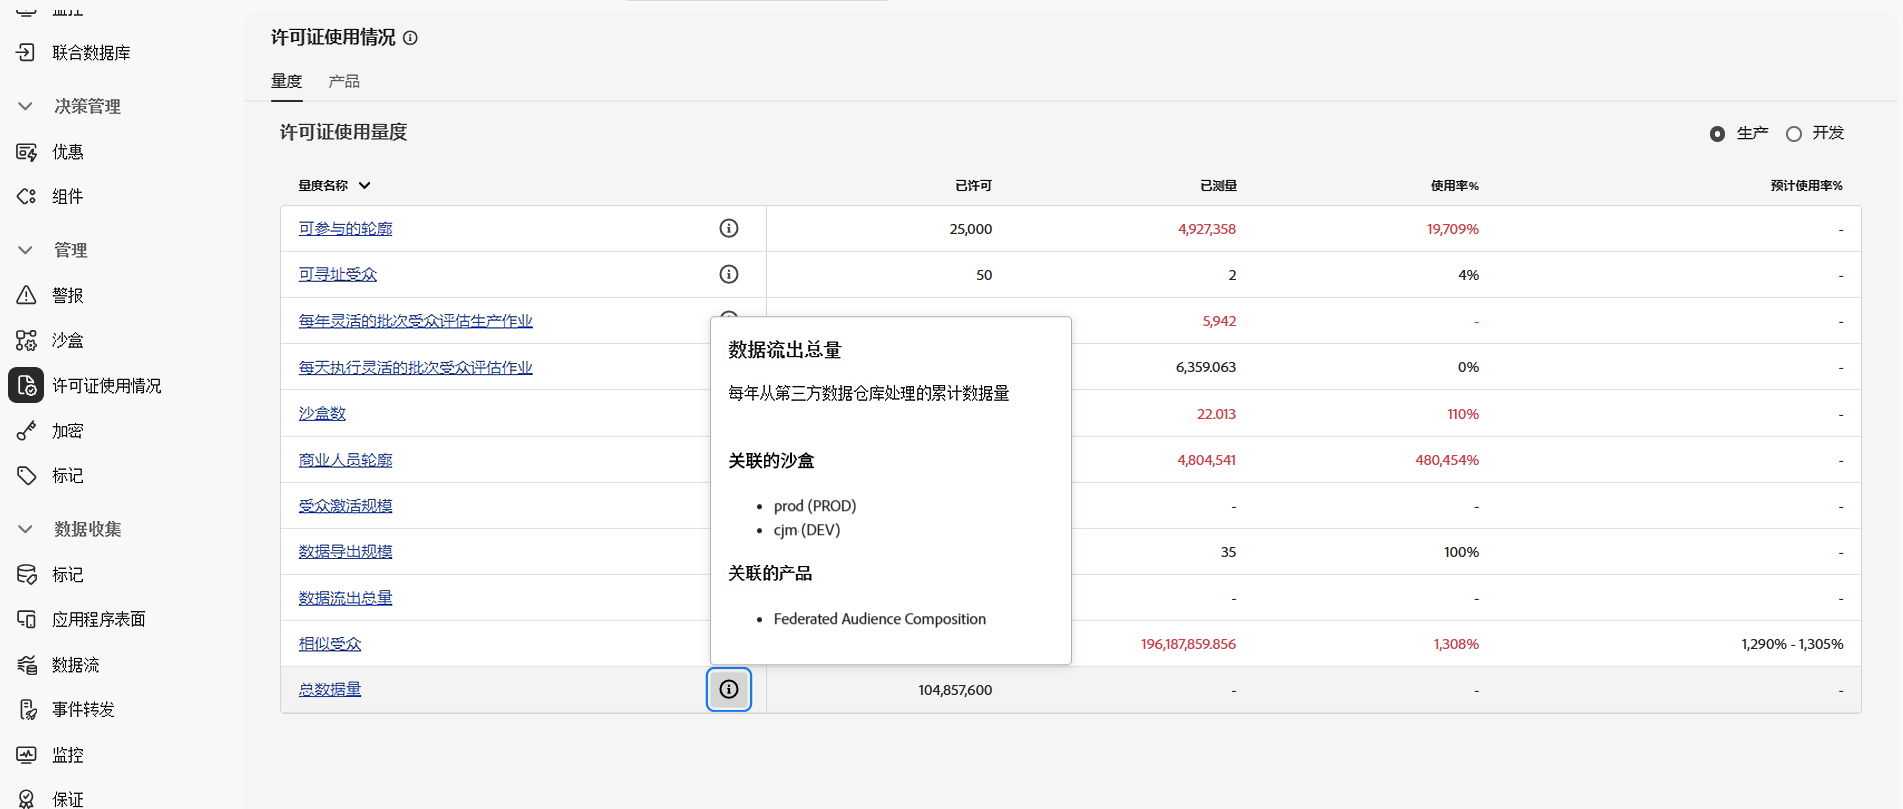 联合数据库
决策管理
优惠
组件
管理
警报
沙盒
许可证使用情况
加密
标记
数据收集
标记
应用程序表面
数据流
事件转发
监控
保证
许可证使用情况
量度 产品
许可证使用量度
生产 开发
量度名称 已许可 已测量 使用率% 预计使用率%
可参与的轮廓 25,000 4,927,358 19,709% -
可寻址受众 50 2 4% -
每年灵活的批次受众评估生产作业 5,942 - -
每天执行灵活的批次受众评估作业 6,359.063 0% -
沙盒数 22.013 110% -
商业人员轮廓 4,804,541 480,454% -
受众激活规模 - - -
数据导出规模 35 100% -
数据流出总量 - - -
相似受众 196,187,859.856 1,308% 1,290% - 1,305%
总数据量 104,857,600 - - -
数据流出总量
每年从第三方数据仓库处理的累计数据量
关联的沙盒
• prod (PROD)
• cjm (DEV)
关联的产品
• Federated Audience Composition